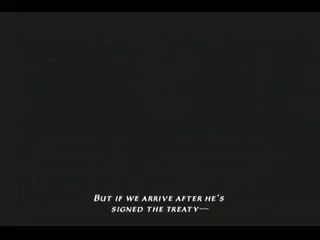 BUT IF WE ARRIVE AFTER HE'S
SIGNED THE TREATY—